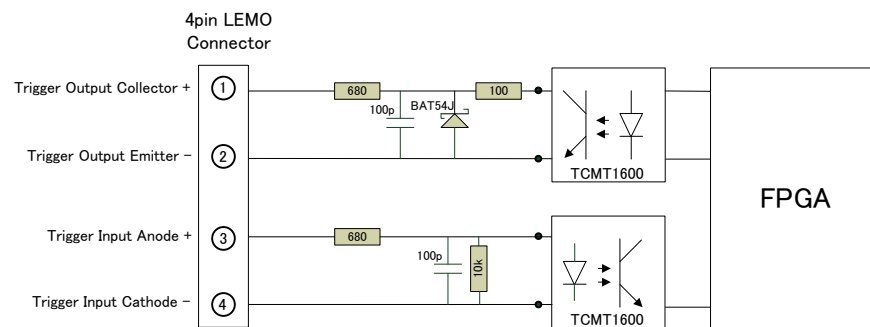 4pin LEMO
Connector
Trigger Output Collector +
1
680
100p
BAT54J
100
Trigger Output Emitter -
2
TCMT1600
FPGA
Trigger Input Anode +
3
680
100p
10k
Trigger Input Cathode -
4
TCMT1600